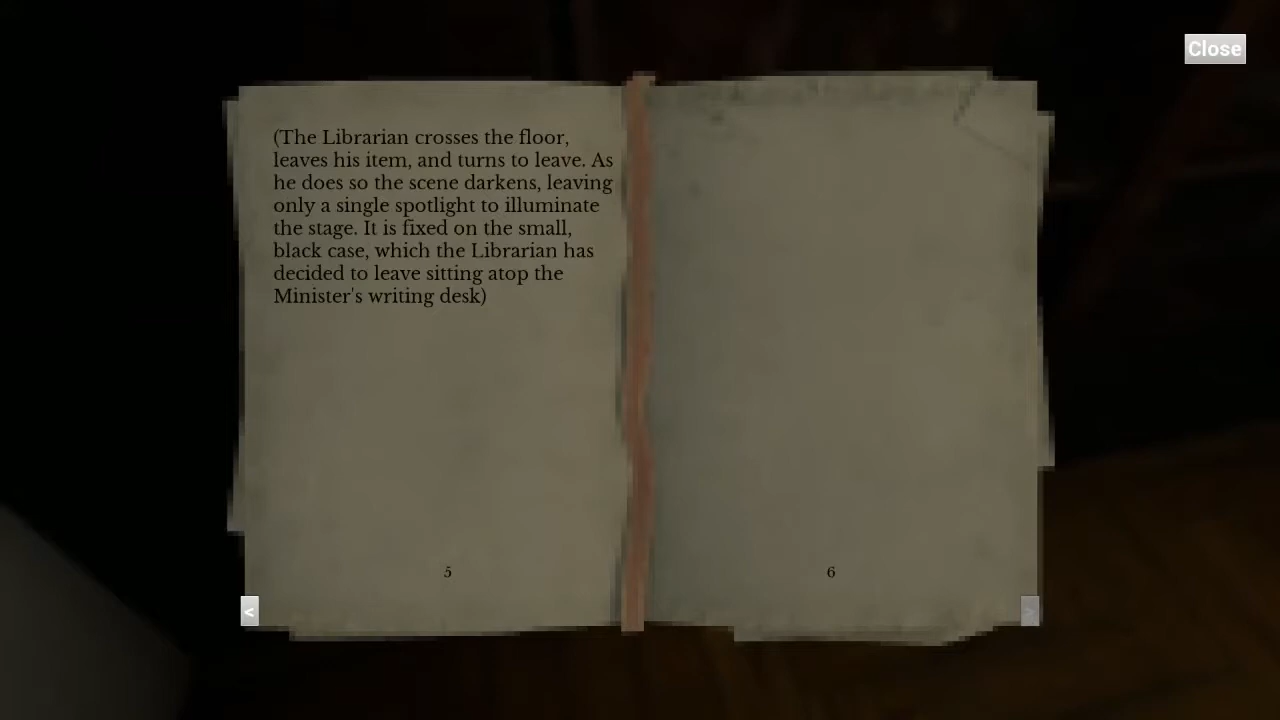 Close
(The Librarian crosses the floor,
leaves his item, and turns to leave. As
he does so the scene darkens, leaving
only a single spotlight to illuminate
the stage. It is fixed on the small,
black case, which the Librarian has
decided to leave sitting atop the
Minister's writing desk)
5
6
<
>